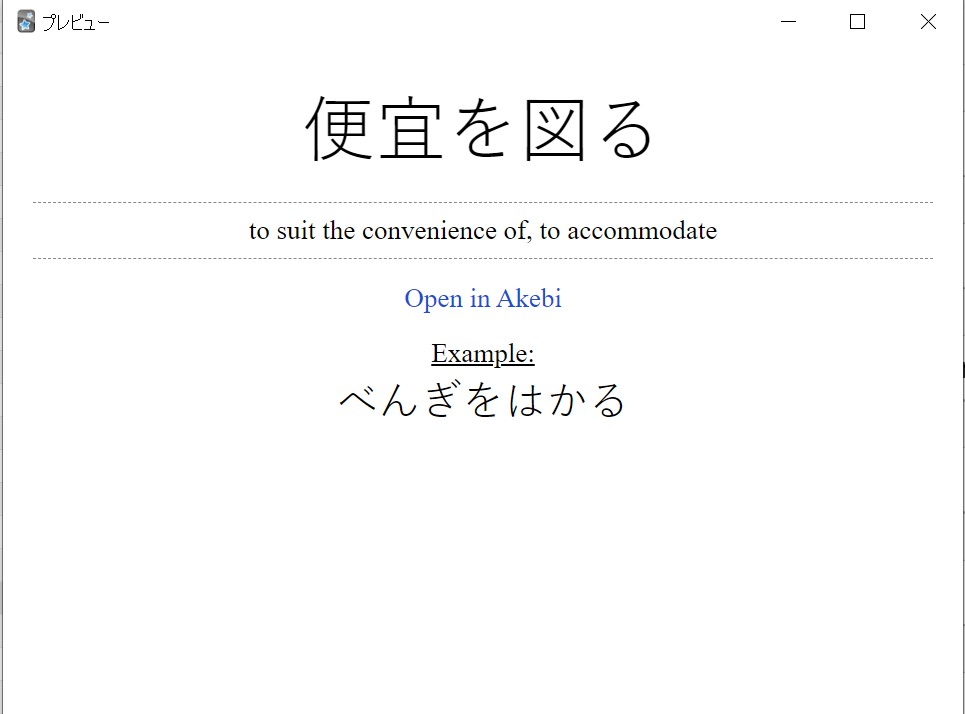 プレビュー
便宜を図る
to suit the convenience of, to accommodate
Open in Akebi
Example:
べんぎをはかる